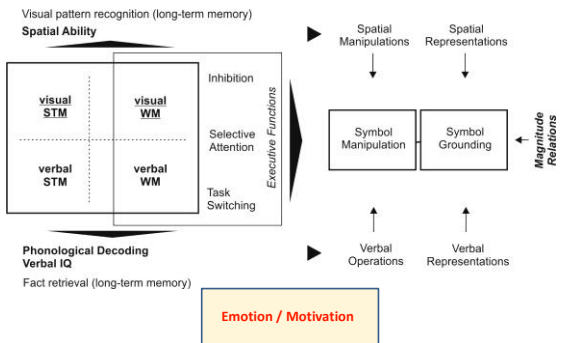 Visual pattern recognition (long-term memory)
Spatial Ability
visual
STM
visual
WM
verbal
STM
verbal
WM
Inhibition
Selective
Attention
Task
Switching
Executive Functions
Phonological Decoding
Verbal IQ
Fact retrieval (long-term memory)
Spatial
Manipulations
Spatial
Representations
Symbol
Manipulation
Symbol
Grounding
Magnitude
Relations
Verbal
Operations
Verbal
Representations
Emotion / Motivation